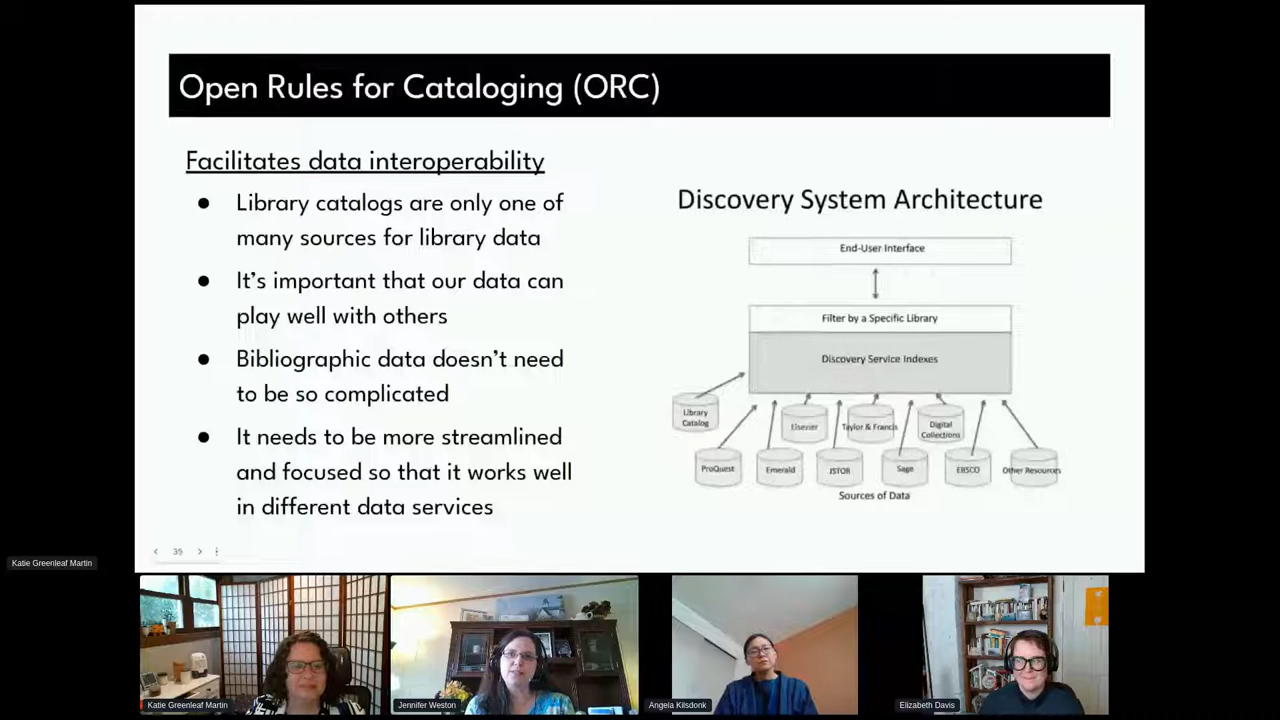 Open Rules for Cataloging (ORC)
Facilitates data interoperability
● Library catalogs are only one of
many sources for library data
● It's important that our data can
play well with others
● Bibliographic data doesn't need
to be so complicated
● It needs to be more streamlined
and focused so that it works well
in different data services
Discovery System Architecture
End-User Interface
Filter by a Specific Library
Discovery Service Indexes
Library
Catalog
Elsevier
Taylor & Francis
Digital
Collections
ProQuest
Emerald
JSTOR
Sage
EBSCO
Other Resources
Sources of Data
39
Katie Greenleaf Martin
Katie Greenleaf Martin
Jennifer Weston
Angela Kilsdonk
Elizabeth Davis